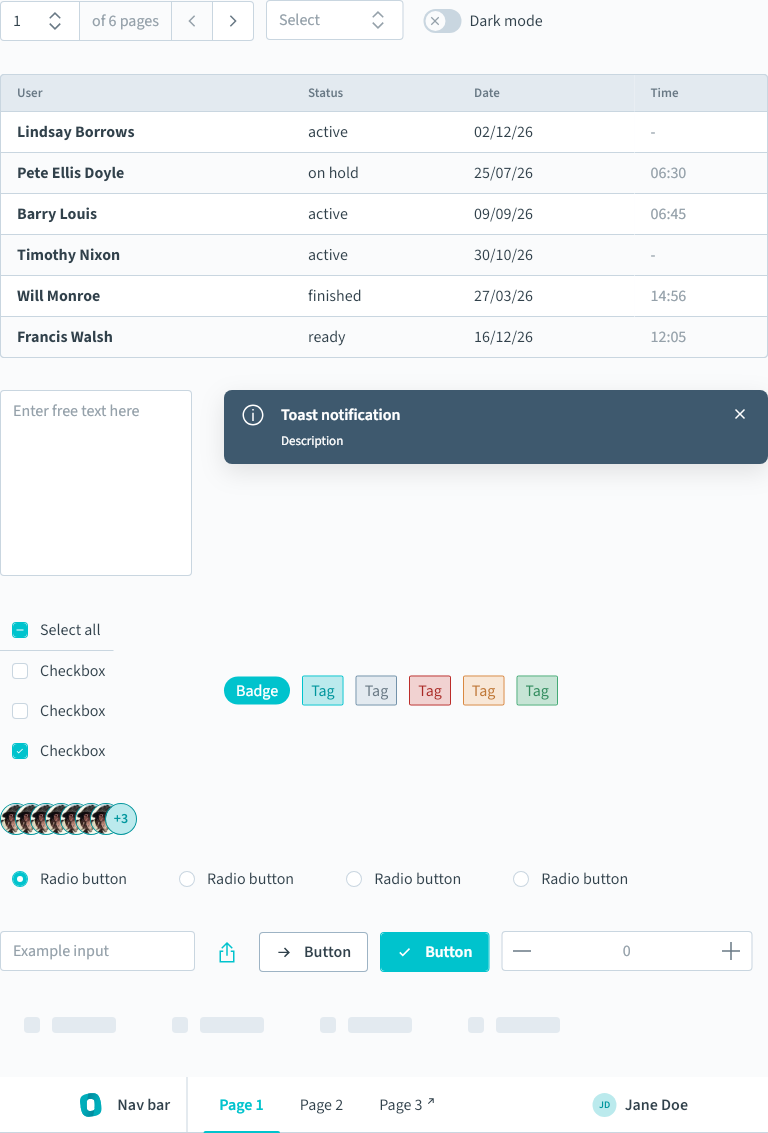 1 of 6 pages Select Dark mode
User Status Date Time
Lindsay Borrows active 02/12/26 -
Pete Ellis Doyle on hold 25/07/26 06:30
Barry Louis active 09/09/26 06:45
Timothy Nixon active 30/10/26 -
Will Monroe finished 27/03/26 14:56
Francis Walsh ready 16/12/26 12:05
Enter free text here
Toast notification
Description
Select all
Checkbox
Checkbox
Checkbox
Badge Tag Tag Tag Tag Tag
+3
Radio button Radio button Radio button Radio button
Example input Button Button 0
Nav bar Page 1 Page 2 Page 3 JD Jane Doe